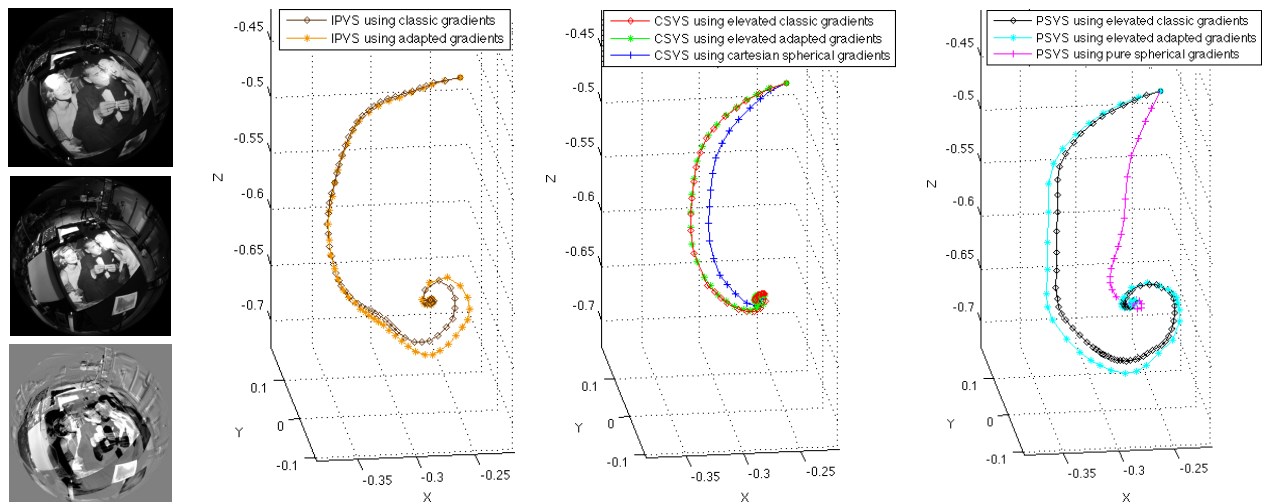 IPVS using classic gradients
IPVS using adapted gradients
-0.45
-0.5
-0.55
-0.6
-0.65
-0.7
Z
0.1
0
-0.1
Y
-0.35
-0.3
-0.25
X
CSVS using elevated classic gradients
CSVS using elevated adapted gradients
CSVS using cartesian spherical gradients
-0.45
-0.5
-0.55
-0.6
-0.65
-0.7
Z
0.1
0
-0.1
Y
-0.35
-0.3
-0.25
X
PSVS using elevated classic gradients
PSVS using elevated adapted gradients
PSVS using pure spherical gradients
-0.45
-0.5
-0.55
-0.6
-0.65
-0.7
Z
0.1
0
-0.1
Y
-0.35
-0.3
-0.25
X